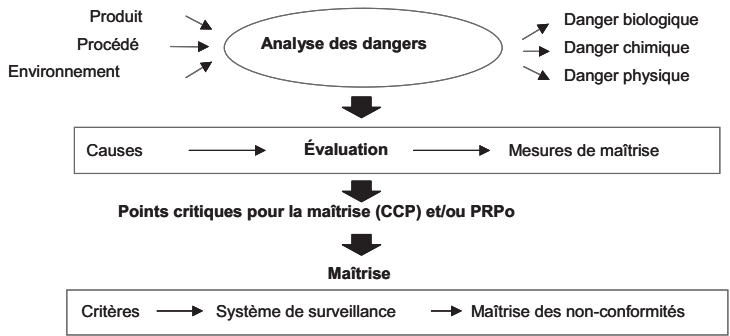 Produit
Procédé
Environnement
Analyse des dangers
Danger biologique
Danger chimique
Danger physique
Causes
Évaluation
Mesures de maîtrise
Points critiques pour la maîtrise (CCP) et/ou PRPo
Maîtrise
Critères
Système de surveillance
Maîtrise des non-conformités